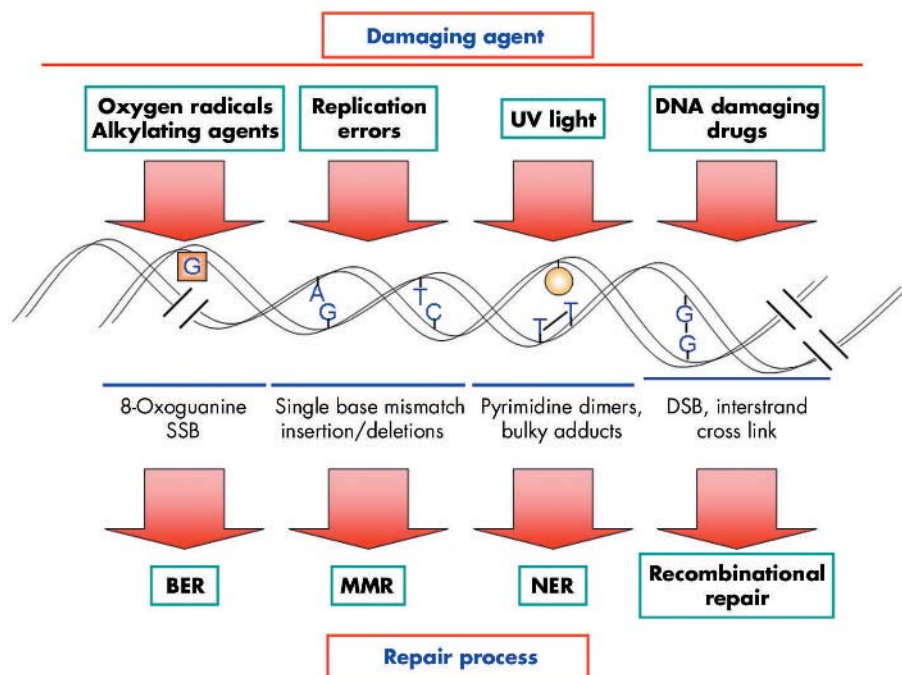 Damaging agent
Oxygen radicals
Alkylating agents
Replication
errors
UV light
DNA damaging
drugs
G
A
G
T
C
T
T
G
G
8-Oxoguanine
SSB
Single base mismatch
insertion/deletions
Pyrimidine dimers,
bulky adducts
DSB, interstrand
cross link
BER
MMR
NER
Recombinational
repair
Repair process